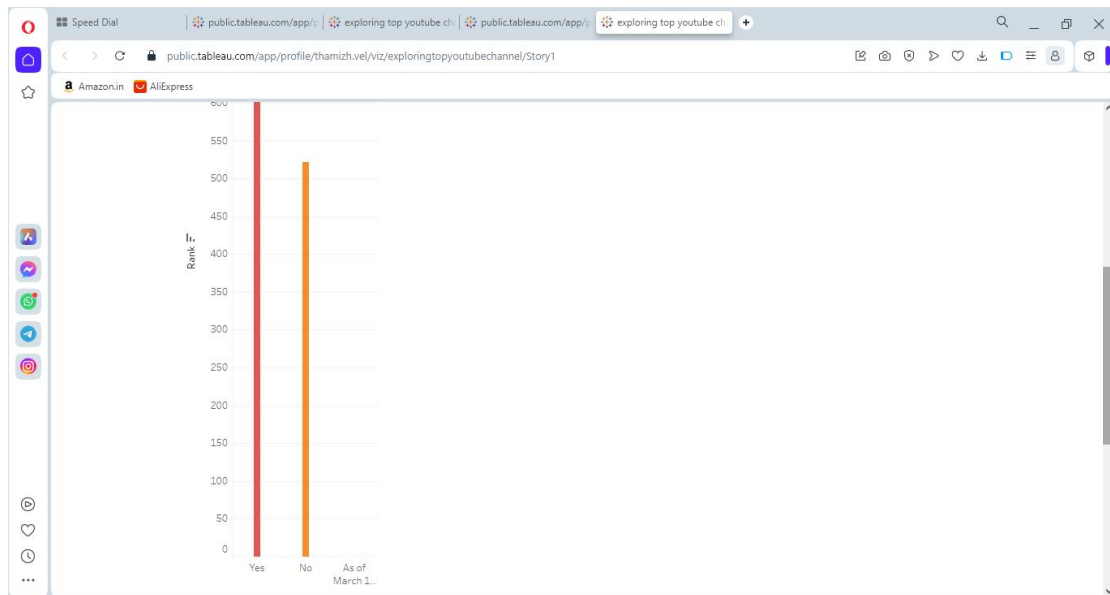 Speed Dial
public.tableau.com/app/p
exploring top youtube ch
public.tableau.com/app/p
exploring top youtube ch
public.tableau.com/app/profile/thamizh.vel/viz/exploringtopyoutubechannel/Story1
a Amazon.in
AliExpress
600
550
500
450
400
350
300
250
200
150
100
50
0
Rank
Yes No As of
March 1..